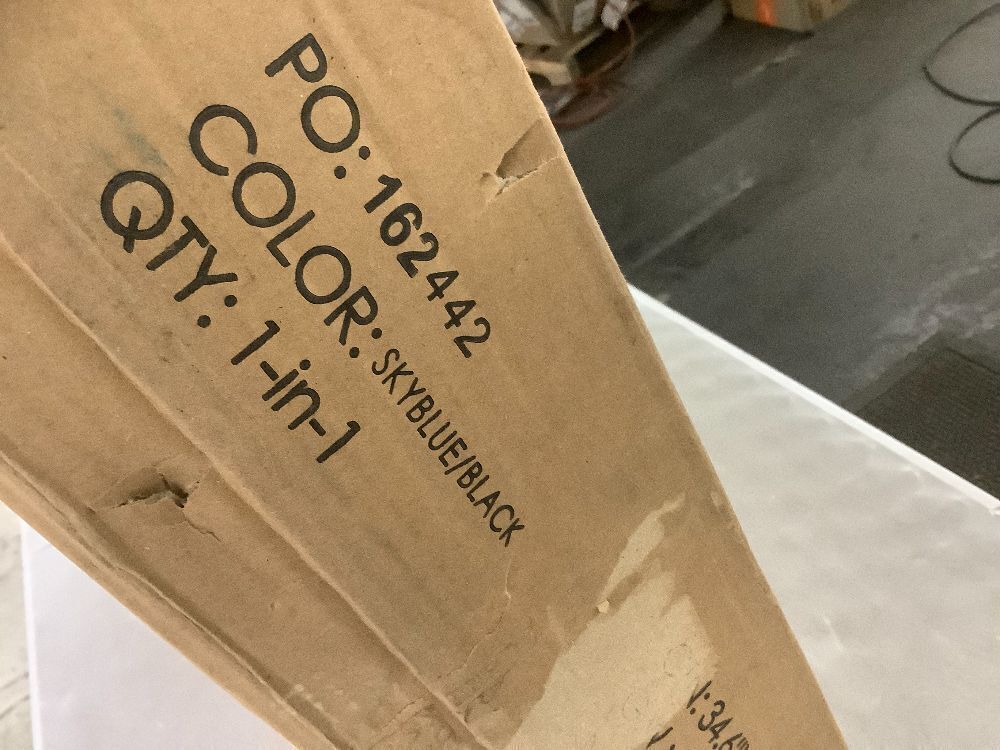 PO: 162442
COLOR: SKYBLUE/BLACK
QTY: 1-in-1